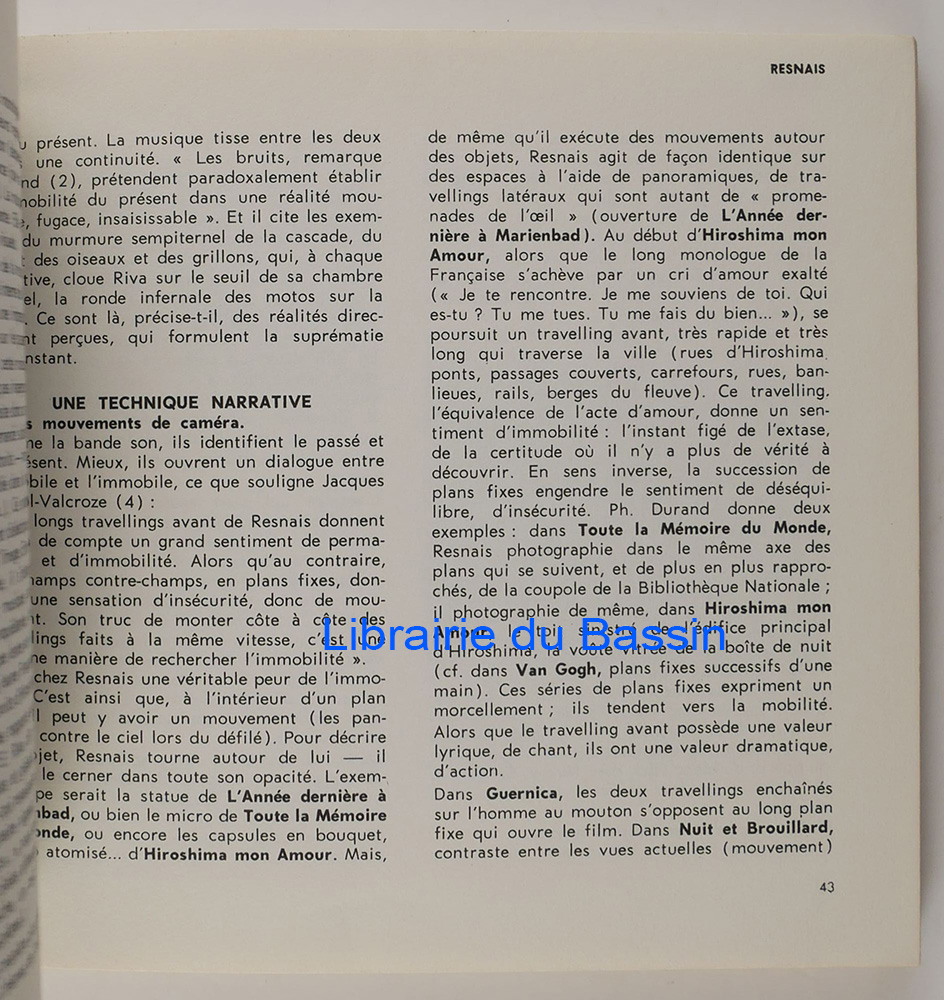 RESNAIS
présent. La musique tisse entre les deux
une continuité. « Les bruits, remarque
(2), prétendent paradoxalement établir
du présent dans une réalité mou-
fugace, insaisissable ». Et il cite les exem-
du murmure sempiternel de la cascade, du
des oiseaux et des grillons, qui, à chaque
cloue Riva sur le seuil de sa chambre
la ronde infernale des motos sur la
Ce sont là, précise-t-il, des réalités direc-
perçues, qui formulent la suprématie
UNE TECHNIQUE NARRATIVE
mouvements de caméra.
la bande son, ils identifient le passé et
Mieux, ils ouvrent un dialogue entre
et l'immobile, ce que souligne Jacques
(4) :
longs travellings avant de Resnais donnent
de compte un grand sentiment de perma-
et d'immobilité. Alors qu'au contraire,
contre-champs, en plans fixes, don-
une sensation d'insécurité, donc de mou-
Son truc de monter côte à côte des
faits à la même vitesse, c'est une
manière de rechercher l'immobilité ».
chez Resnais une véritable peur de l'immo-
C'est ainsi que, à l'intérieur d'un plan
peut y avoir un mouvement (les pan-
contre le ciel lors du défilé). Pour décrire
Resnais tourne autour de lui — il
le cerner dans toute son opacité. L'exem-
serait la statue de L'Année dernière à
ou bien le micro de Toute la Mémoire
ou encore les capsules en bouquet,
atomisé... d'Hiroshima mon Amour. Mais,
de même qu'il exécute des mouvements autour
des objets, Resnais agit de façon identique sur
des espaces à l'aide de panoramiques, de tra-
vellings latéraux qui sont autant de « prome-
nades de l'œil » (ouverture de L'Année der-
nière à Marienbad). Au début d'Hiroshima mon
Amour, alors que le long monologue de la
Française s'achève par un cri d'amour exalté
(« Je te rencontre. Je me souviens de toi. Qui
es-tu ? Tu me tues. Tu me fais du bien... »), se
poursuit un travelling avant, très rapide et très
long qui traverse la ville (rues d'Hiroshima
ponts, passages couverts, carrefours, rues, ban-
lieues, rails, berges du fleuve). Ce travelling,
l'équivalence de l'acte d'amour, donne un sen-
timent d'immobilité : l'instant figé de l'extase,
de la certitude où il n'y a plus de vérité à
découvrir. En sens inverse, la succession de
plans fixes engendre le sentiment de déséqui-
libre, d'insécurité. Ph. Durand donne deux
exemples : dans Toute la Mémoire du Monde,
Resnais photographie dans le même axe des
plans qui se suivent, et de plus en plus rappro-
chés, de la coupole de la Bibliothèque Nationale ;
il photographie de même, dans Hiroshima mon
Amour, le toit sinistré de l'édifice principal
d'Hiroshima, la voûte vitrée de la boîte de nuit
(cf. dans Van Gogh, plans fixes successifs d'une
main). Ces séries de plans fixes expriment un
morcellement ; ils tendent vers la mobilité.
Alors que le travelling avant possède une valeur
lyrique, de chant, ils ont une valeur dramatique,
d'action.
Dans Guernica, les deux travellings enchaînés
sur l'homme au mouton s'opposent au long plan
fixe qui ouvre le film. Dans Nuit et Brouillard,
contraste entre les vues actuelles (mouvement)
43
Librairie du Bassin